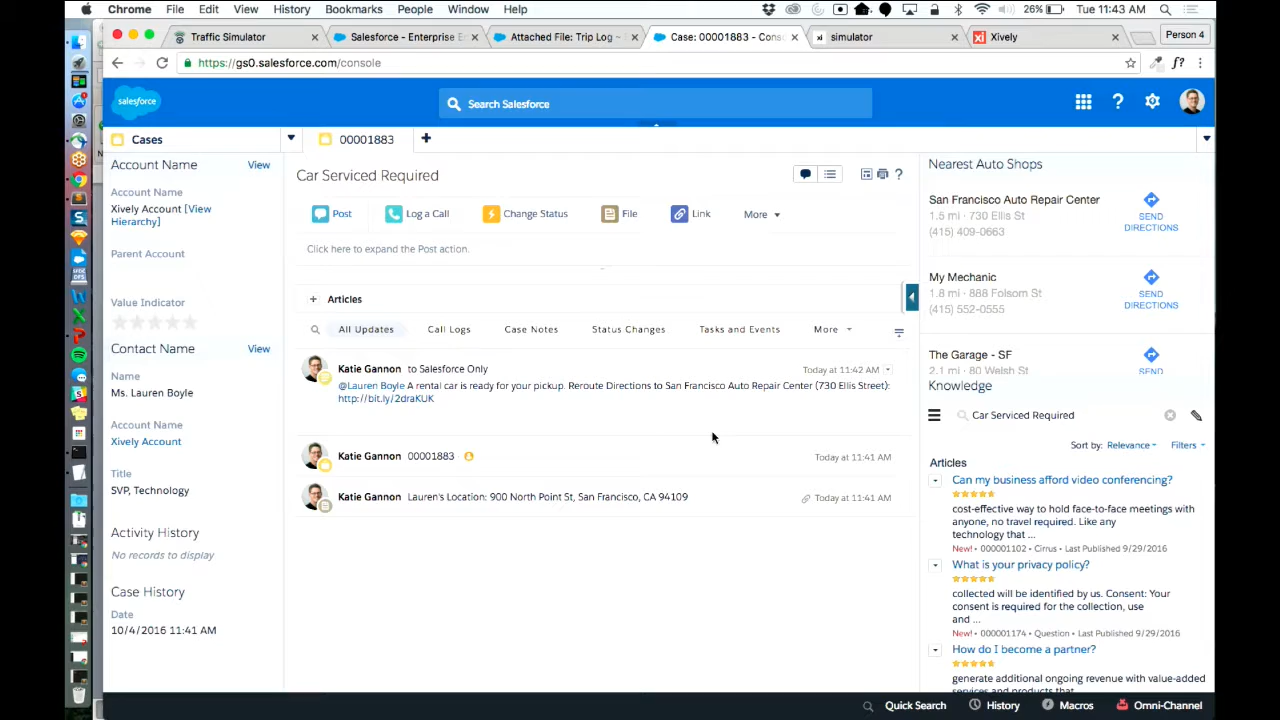 Chrome File Edit View History Bookmarks People Window Help 26% Tue 11:43 AM
Traffic Simulator Salesforce - Enterprise E Attached File: Trip Log ~ Case: 00001883 - Cons simulator xi Xively Person 4
https://gs0.salesforce.com/console f?
salesforce Search Salesforce ?
Cases 00001883
Account Name View
Account Name
Xively Account [View
Hierarchy]
Parent Account
Value Indicator
Contact Name View
Name
Ms. Lauren Boyle
Account Name
Xively Account
Title
SVP, Technology
Activity History
No records to display
Case History
Date
10/4/2016 11:41 AM
Car Serviced Required ?
Post Log a Call Change Status File Link More
Click here to expand the Post action.
+ Articles
All Updates Call Logs Case Notes Status Changes Tasks and Events More
Katie Gannon to Salesforce Only Today at 11:42 AM
@Lauren Boyle A rental car is ready for your pickup. Reroute Directions to San Francisco Auto Repair Center (730 Ellis Street):
http://bit.ly/2draKUK
Katie Gannon 00001883 Today at 11:41 AM
Katie Gannon Lauren's Location: 900 North Point St, San Francisco, CA 94109 Today at 11:41 AM
Nearest Auto Shops
San Francisco Auto Repair Center
1.5 mi · 730 Ellis St
(415) 409-0663
SEND
DIRECTIONS
My Mechanic
1.8 mi · 888 Folsom St
(415) 552-0555
SEND
DIRECTIONS
The Garage - SF
2.1 mi · 80 Welsh St
SEND
Knowledge
Car Serviced Required
Sort by: Relevance Filters
Articles
Can my business afford video conferencing?
cost-effective way to hold face-to-face meetings with
anyone, no travel required. Like any
technology that ...
New! • 000001102 • Cirrus • Last Published 9/29/2016
What is your privacy policy?
collected will be identified by us. Consent: Your
consent is required for the collection, use
and ...
New! • 000001174 • Question • Last Published 9/29/2016
How do I become a partner?
generate additional ongoing revenue with value-added
services and products that
Quick Search History Macros Omni-Channel